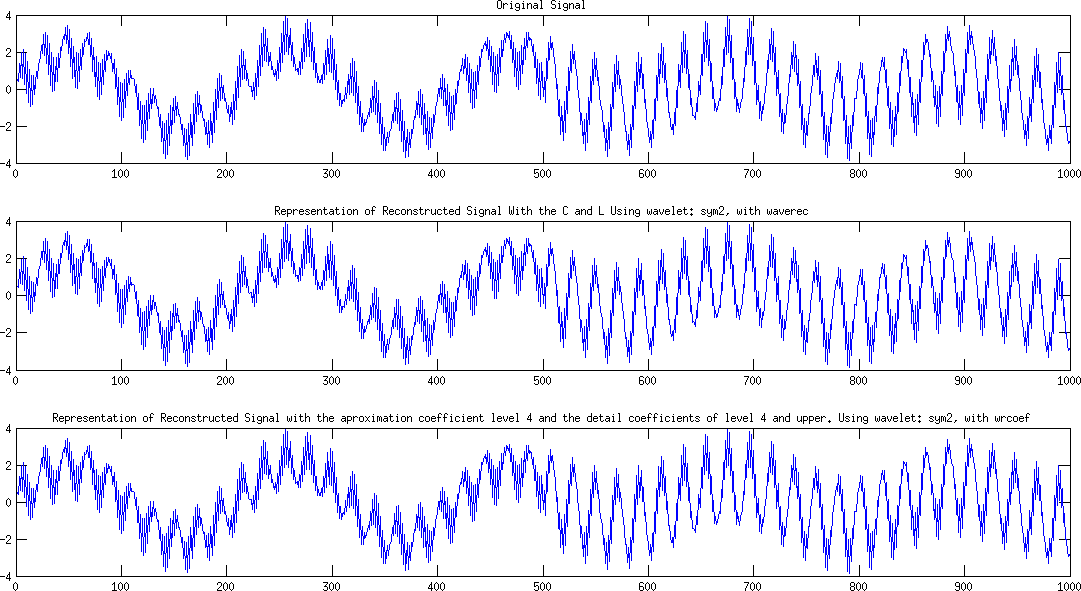 Original Signal
4
2
0
-2
-4
0 100 200 300 400 500 600 700 800 900 1000
Representation of Reconstructed Signal With the C and L Using wavelet: sym2, with waverec
4
2
0
-2
-4
0 100 200 300 400 500 600 700 800 900 1000
Representation of Reconstructed Signal with the aproximation coefficient level 4 and the detail coefficients of level 4 and upper. Using wavelet: sym2, with wrcoef
4
2
0
-2
-4
0 100 200 300 400 500 600 700 800 900 1000